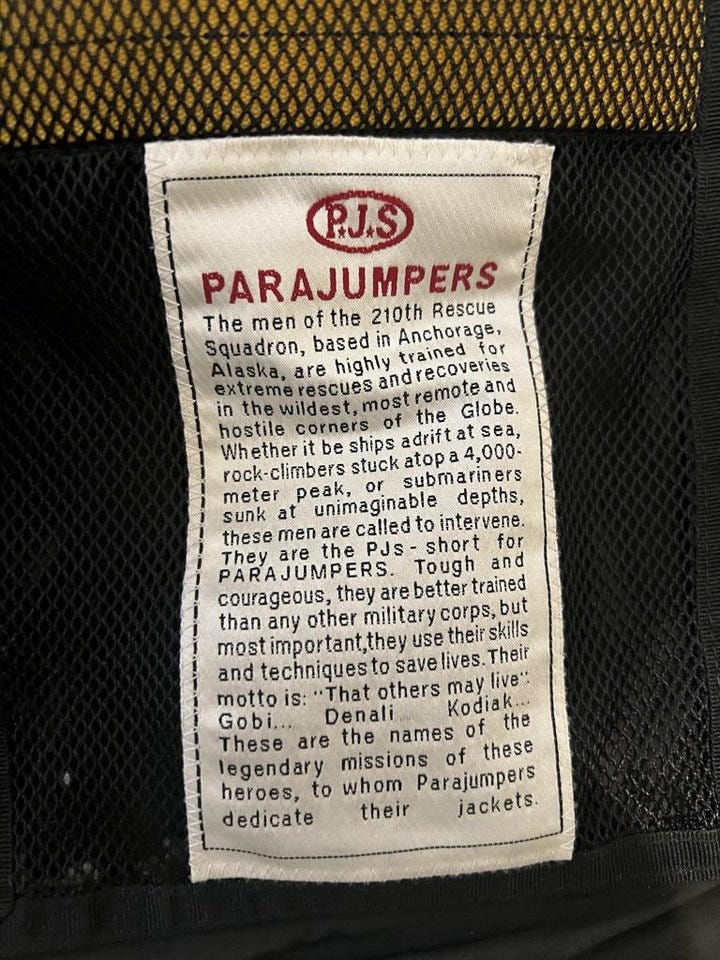 P.J.S
PARAJUMPERS
The men of the 210th Rescue
Squadron, based in Anchorage,
Alaska, are highly trained for
extreme rescues and recoveries
in the wildest, most remote and
hostile corners of the Globe.
Whether it be ships adrift at sea,
rock-climbers stuck atop a 4,000-
meter peak, or submariners
sunk at unimaginable depths,
these men are called to intervene.
They are the PJs - short for
PARAJUMPERS. Tough and
courageous, they are better trained
than any other military corps, but
most important,they use their skills
and techniques to save lives.Their
motto is: "That others may live":
Gobi... Denali Kodiak...
These are the names of the
legendary missions of these
heroes, to whom Parajumpers
dedicate their jackets.